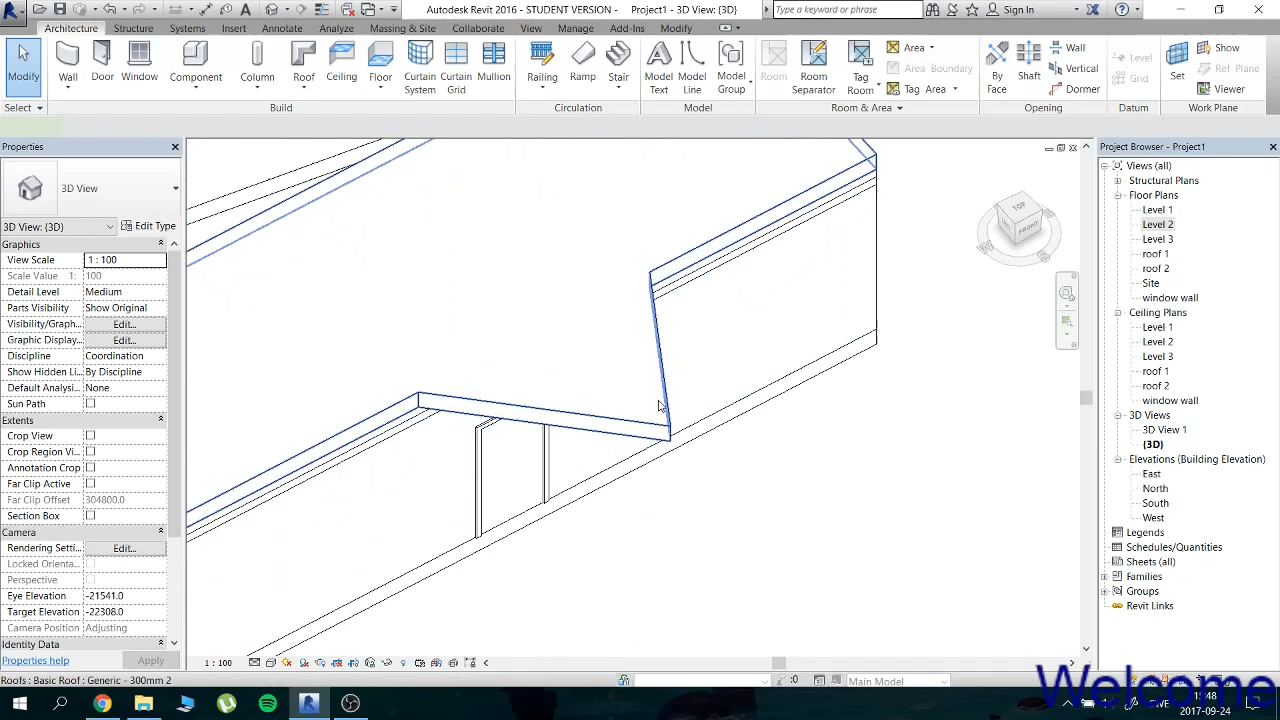 Autodesk Revit 2016 - STUDENT VERSION - Project1 - 3D View: {3D}
Type a keyword or phrase
Sign In
Architecture Structure Systems Insert Annotate Analyze Massing & Site Collaborate View Manage Add-Ins Modify
Modify Wall Door Window Component Column Roof Ceiling Floor Curtain System Curtain Grid Mullion Railing Ramp Stair Model Text Model Line Model Group Room Room Separator Tag Room Area Area Boundary Tag Area By Face Shaft Wall Vertical Dormer Level Grid Set Show Ref Plane Viewer
Select Build Circulation Model Room & Area Opening Datum Work Plane
Properties
3D View
3D View: {3D} Edit Type
Graphics
View Scale 1 : 100
Scale Value 1: 100
Detail Level Medium
Parts Visibility Show Original
Visibility/Graph... Edit...
Graphic Display... Edit...
Discipline Coordination
Show Hidden Li... By Discipline
Default Analysi... None
Sun Path
Extents
Crop View
Crop Region Vi...
Annotation Crop
Far Clip Active
Far Clip Offset 304800.0
Section Box
Camera
Rendering Setti... Edit...
Locked Orienta...
Perspective
Eye Elevation -21541.0
Target Elevation -22308.0
Camera Position Adjusting
Identity Data
Properties help Apply
TOP
FRONT
Project Browser - Project1
Views (all)
Structural Plans
Floor Plans
Level 1
Level 2
Level 3
roof 1
roof 2
Site
window wall
Ceiling Plans
Level 1
Level 2
Level 3
roof 1
roof 2
window wall
3D Views
3D View 1
{3D}
Elevations (Building Elevation)
East
North
South
West
Legends
Schedules/Quantities
Sheets (all)
Families
Groups
Revit Links
1 : 100
Roofs : Basic Roof : Generic - 300mm 2
:0
Main Model
Welcome
SWE
15:48
2017-09-24